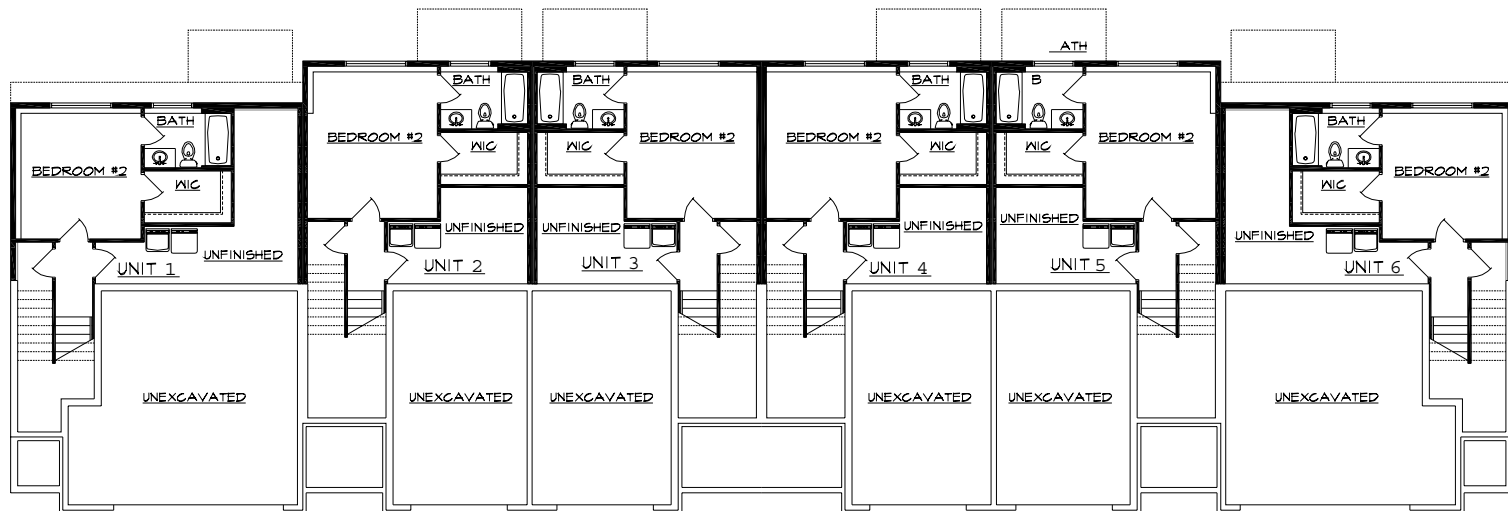 ATH
BATH
BATH
BATH
B
BATH
BATH
BEDROOM #2
BEDROOM #2
BEDROOM #2
BEDROOM #2
WIC
WIC
WIC
WIC
BEDROOM #2
BEDROOM #2
WIC
WIC
UNFINISHED
UNFINISHED
UNFINISHED
UNFINISHED
UNFINISHED
UNFINISHED
UNIT 1
UNIT 2
UNIT 3
UNIT 4
UNIT 5
UNIT 6
UNEXCAVATED
UNEXCAVATED
UNEXCAVATED
UNEXCAVATED
UNEXCAVATED
UNEXCAVATED